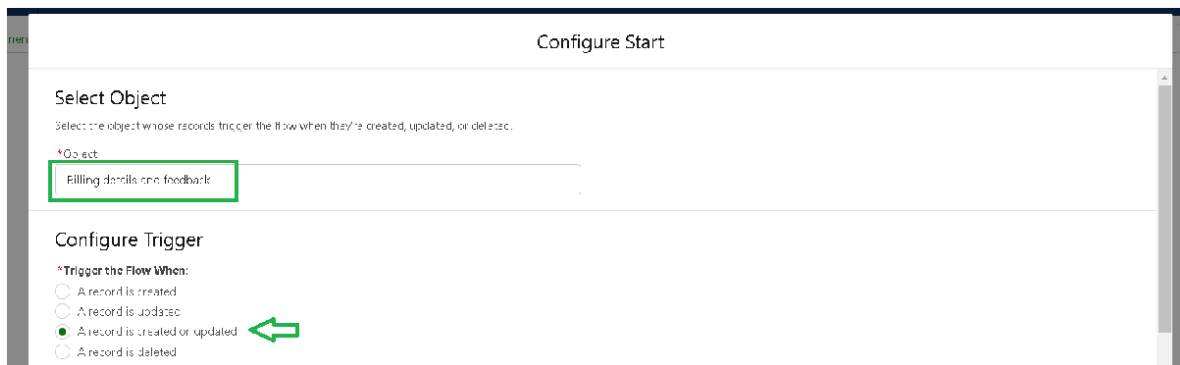 Configure Start
Select Object
Select the object whose records trigger the flow when they're created, updated, or deleted.
*Object
Billing details and feedback
Configure Trigger
*Trigger the Flow When:
A record is created
A record is updated
A record is created or updated
A record is deleted